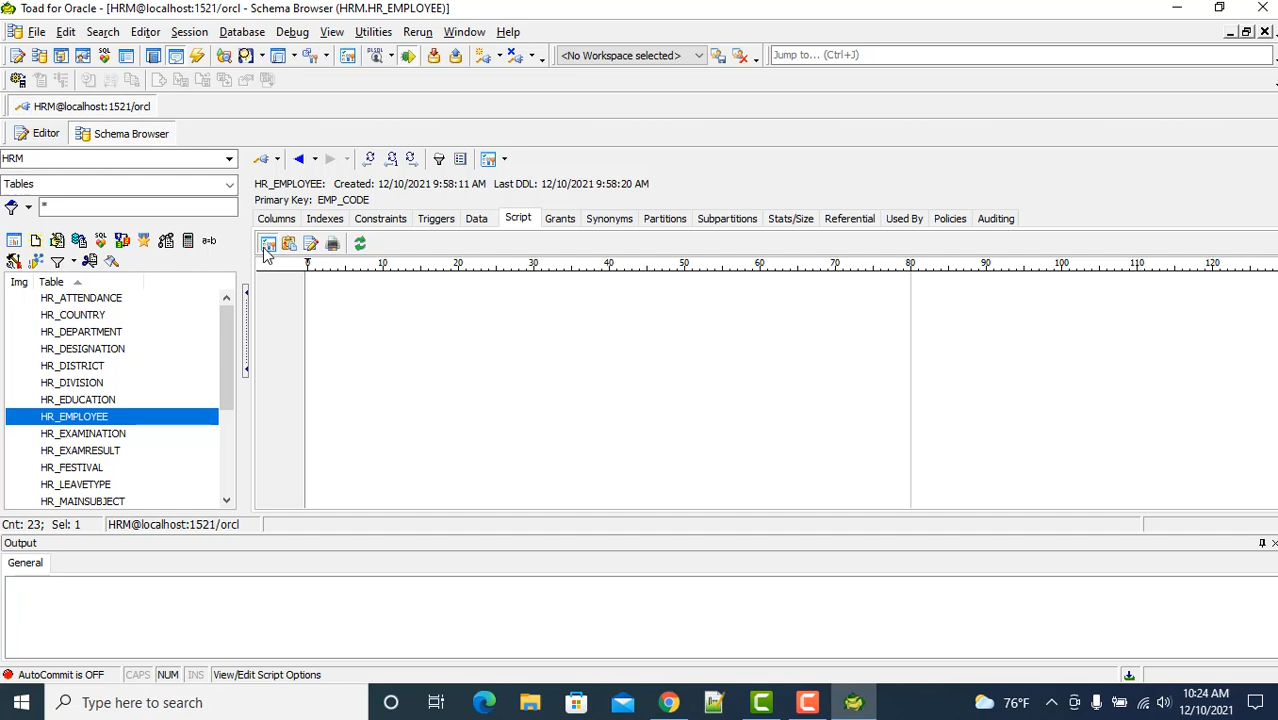 Toad for Oracle - [HRM@localhost:1521/orcl - Schema Browser (HRM.HR_EMPLOYEE)]
File Edit Search Editor Session Database Debug View Utilities Rerun Window Help
<No Workspace selected> Jump to... (Ctrl+J)
HRM@localhost:1521/orcl
Editor Schema Browser
HRM
Tables
*
HR_EMPLOYEE: Created: 12/10/2021 9:58:11 AM Last DDL: 12/10/2021 9:58:20 AM
Primary Key: EMP_CODE
Columns Indexes Constraints Triggers Data Script Grants Synonyms Partitions Subpartitions Stats/Size Referential Used By Policies Auditing
0 10 20 30 40 50 60 70 80 90 100 110 120
Img Table
HR_ATTENDANCE
HR_COUNTRY
HR_DEPARTMENT
HR_DESIGNATION
HR_DISTRICT
HR_DIVISION
HR_EDUCATION
HR_EMPLOYEE
HR_EXAMINATION
HR_EXAMRESULT
HR_FESTIVAL
HR_LEAVETYPE
HR_MAINSUBJECT
Cnt: 23; Sel: 1 HRM@localhost:1521/orcl
Output
General
AutoCommit is OFF CAPS NUM INS View/Edit Script Options
Type here to search
76°F
10:24 AM
12/10/2021